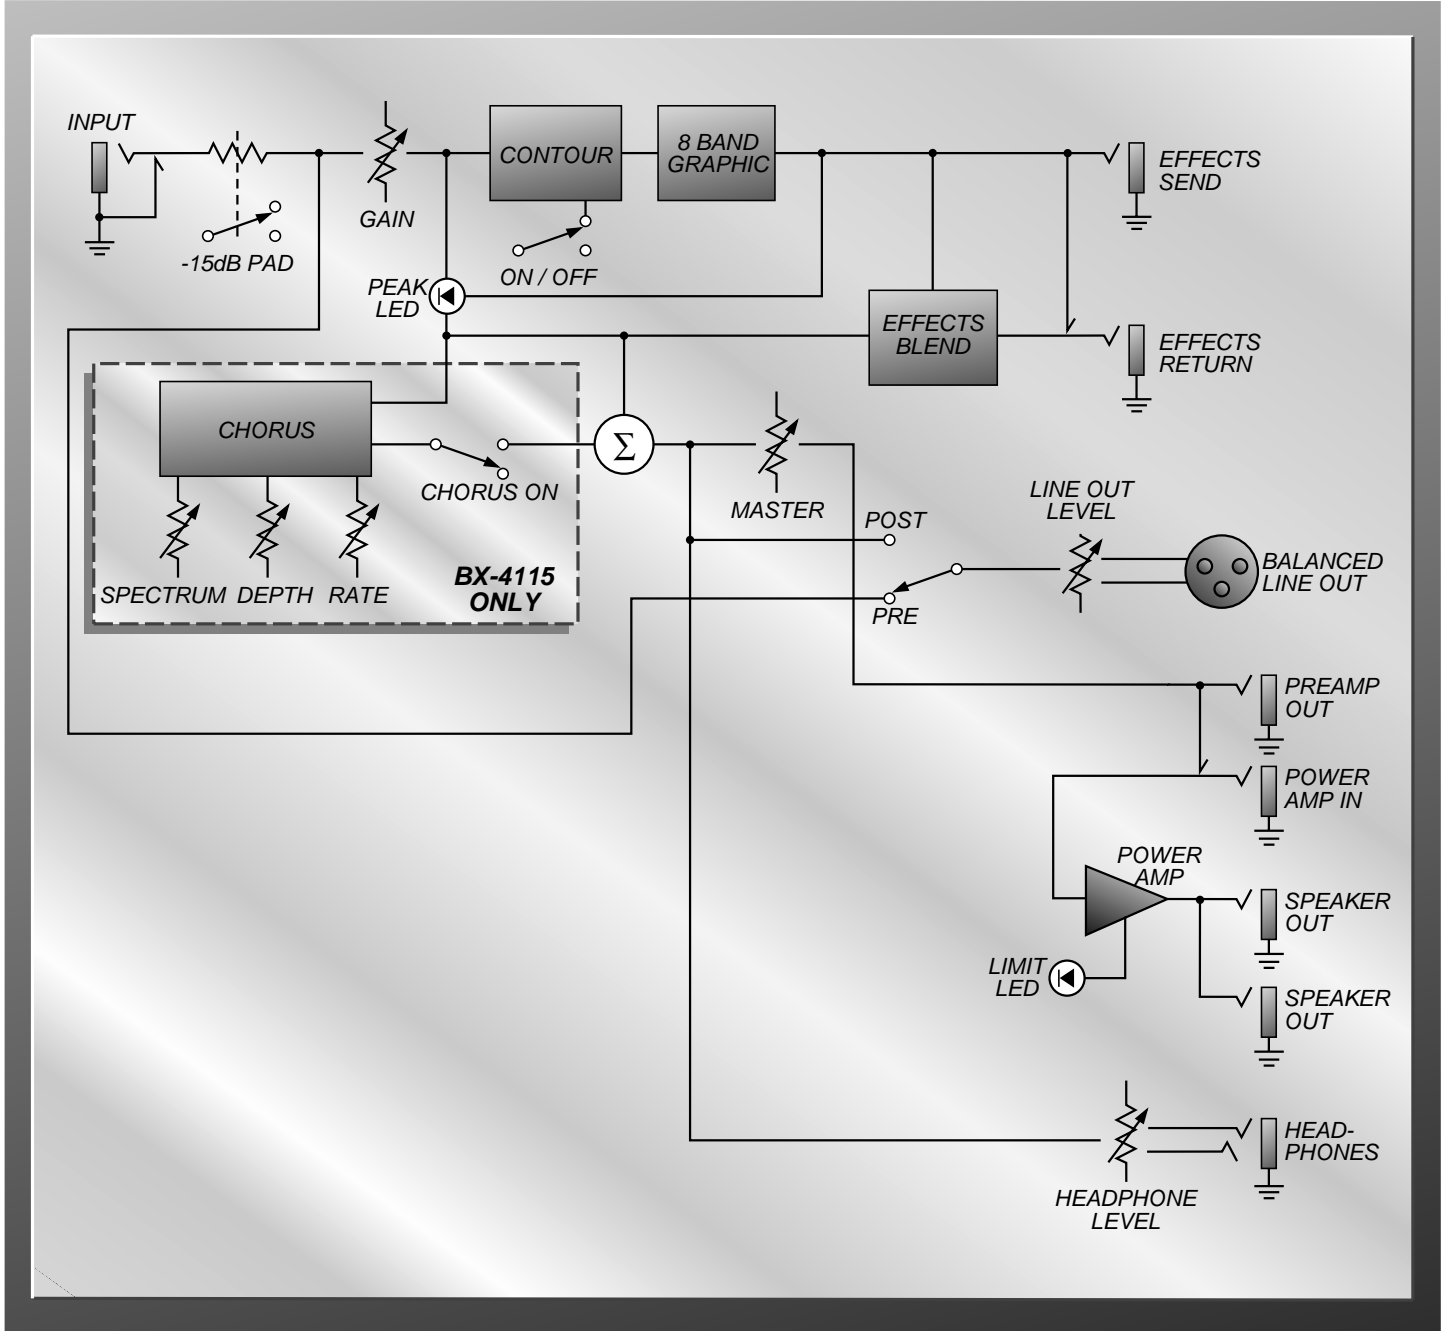 INPUT
-15dB PAD
GAIN
CONTOUR
ON / OFF
8 BAND
GRAPHIC
EFFECTS
SEND
PEAK
LED
EFFECTS
BLEND
EFFECTS
RETURN
CHORUS
CHORUS ON
SPECTRUM
DEPTH
RATE
BX-4115
ONLY
Σ
MASTER
POST
PRE
LINE OUT
LEVEL
BALANCED
LINE OUT
PREAMP
OUT
POWER
AMP IN
POWER
AMP
SPEAKER
OUT
LIMIT
LED
SPEAKER
OUT
HEAD-
PHONES
HEADPHONE
LEVEL